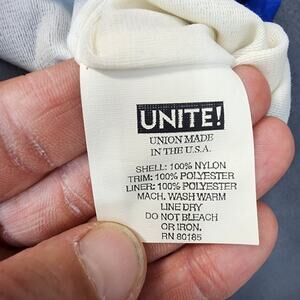 UNITE!
UNION MADE
IN THE U.S.A.
SHELL: 100% NYLON
TRIM: 100% POLYESTER
LINER: 100% POLYESTER
MACH. WASH WARM
LINE DRY
DO NOT BLEACH
OR IRON.
RN 80185